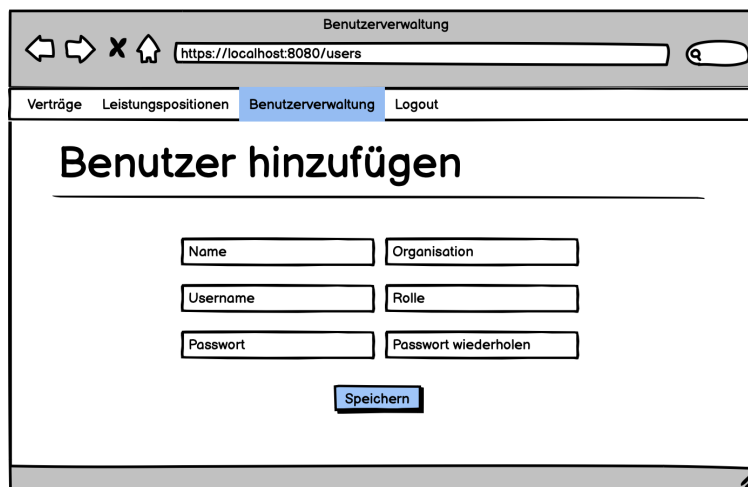 Benutzerverwaltung
https://localhost:8080/users
Verträge Leistungspositionen Benutzerverwaltung Logout
Benutzer hinzufügen
Name Organisation
Username Rolle
Passwort Passwort wiederholen
Speichern